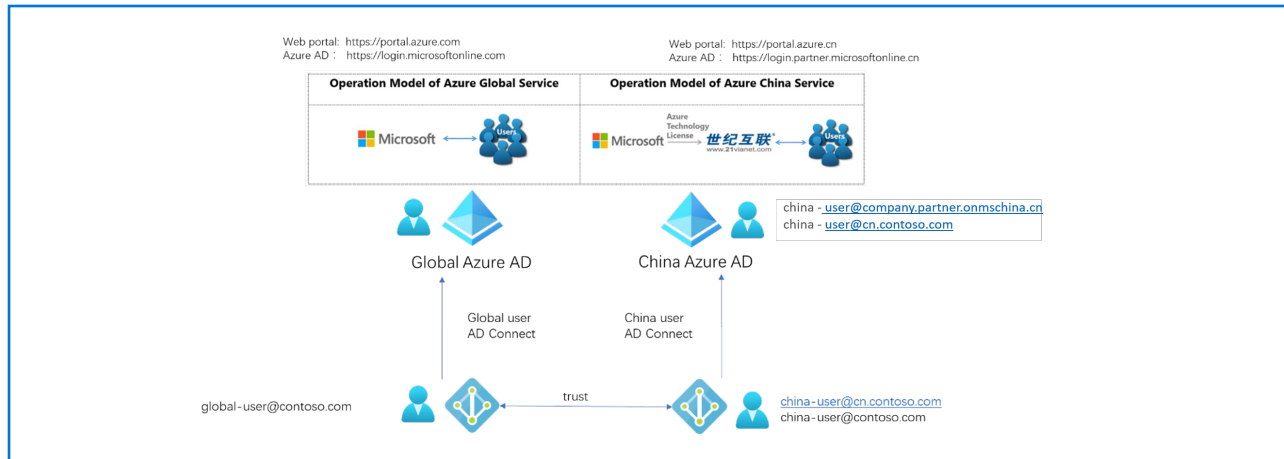 Web portal: https://portal.azure.com
Azure AD： https://login.microsoftonline.com
Web portal: https://portal.azure.cn
Azure AD： https://login.partner.microsoftonline.cn
Operation Model of Azure Global Service
Operation Model of Azure China Service
Microsoft
Users
Microsoft
Azure
Technology
License
世纪互联
www.21vianet.com
Users
china - user@company.partner.onmschina.cn
china - user@cn.contoso.com
Global Azure AD
China Azure AD
Global user
AD Connect
China user
AD Connect
global-user@contoso.com
trust
china-user@cn.contoso.com
china-user@contoso.com